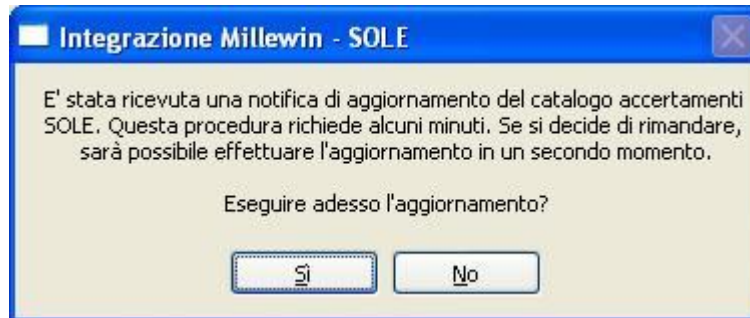 Integrazione Millewin - SOLE
E' stata ricevuta una notifica di aggiornamento del catalogo accertamenti
SOLE. Questa procedura richiede alcuni minuti. Se si decide di rimandare,
sarà possibile effettuare l'aggiornamento in un secondo momento.
Eseguire adesso l'aggiornamento?
Sì No